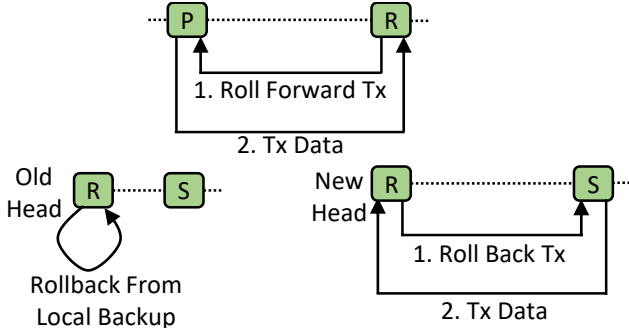 P R
1. Roll Forward Tx
2. Tx Data
Old
Head
R S
Rollback From
Local Backup
New
Head
R S
1. Roll Back Tx
2. Tx Data